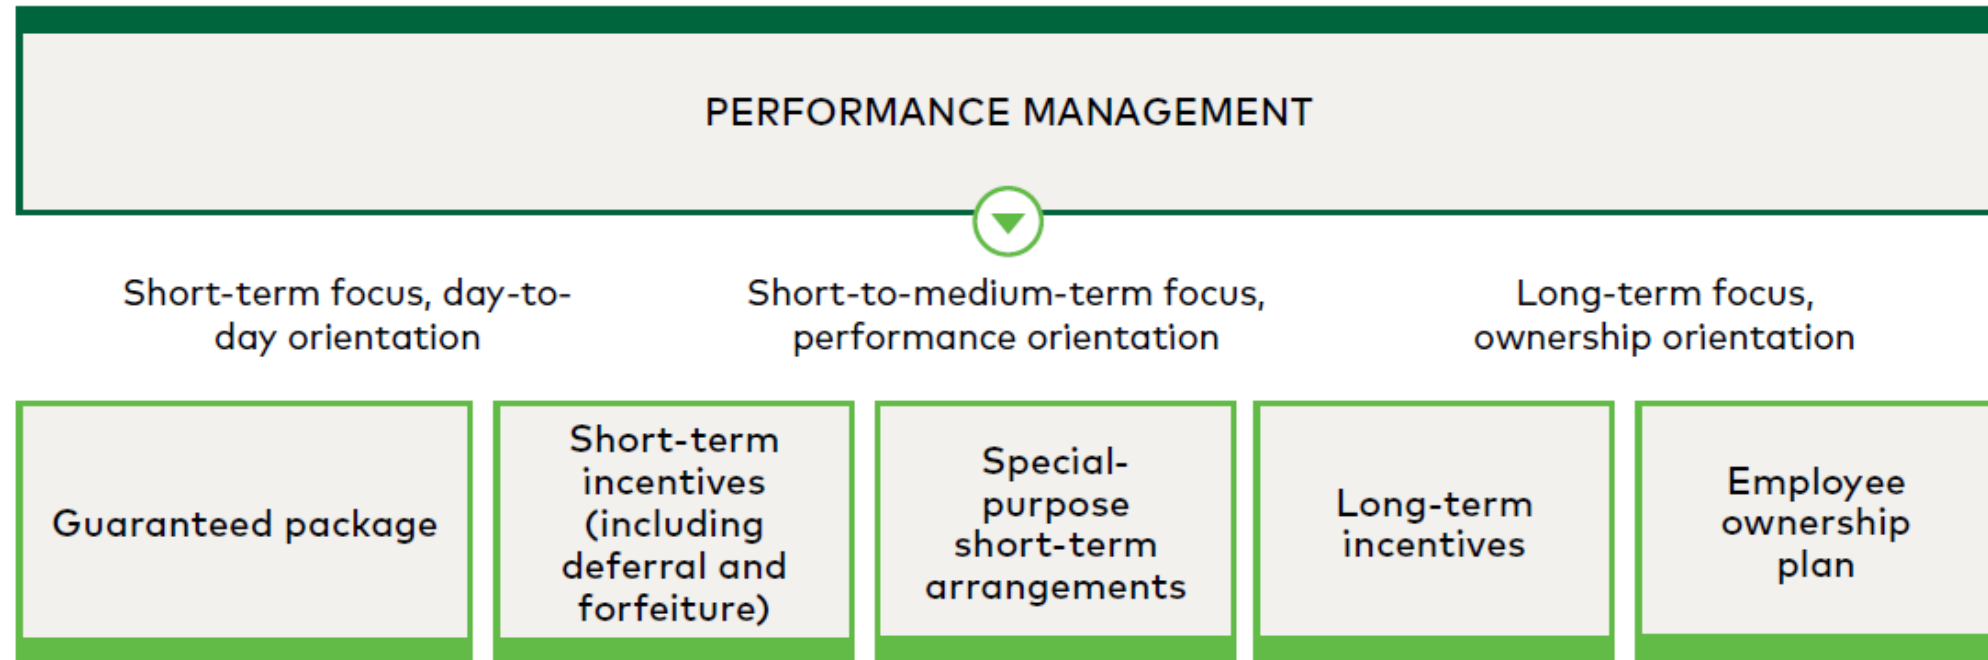 PERFORMANCE MANAGEMENT
Short-term focus, day-to-
day orientation
Short-to-medium-term focus,
performance orientation
Long-term focus,
ownership orientation
Guaranteed package
Short-term
incentives
(including
deferral and
forfeiture)
Special-
purpose
short-term
arrangements
Long-term
incentives
Employee
ownership
plan